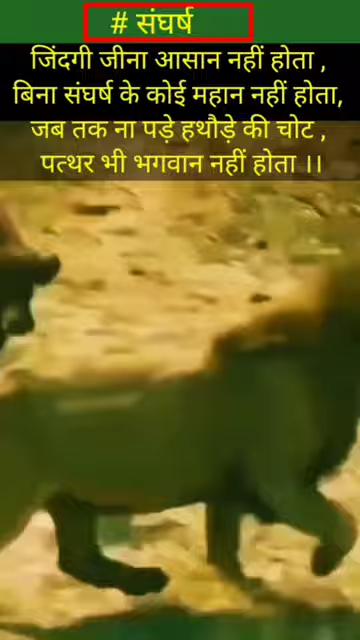 # संघर्ष
जिंदगी जीना आसान नहीं होता ,
बिना संघर्ष के कोई महान नहीं होता,
जब तक ना पड़े हथौड़े की चोट ,
पत्थर भी भगवान नहीं होता ।।